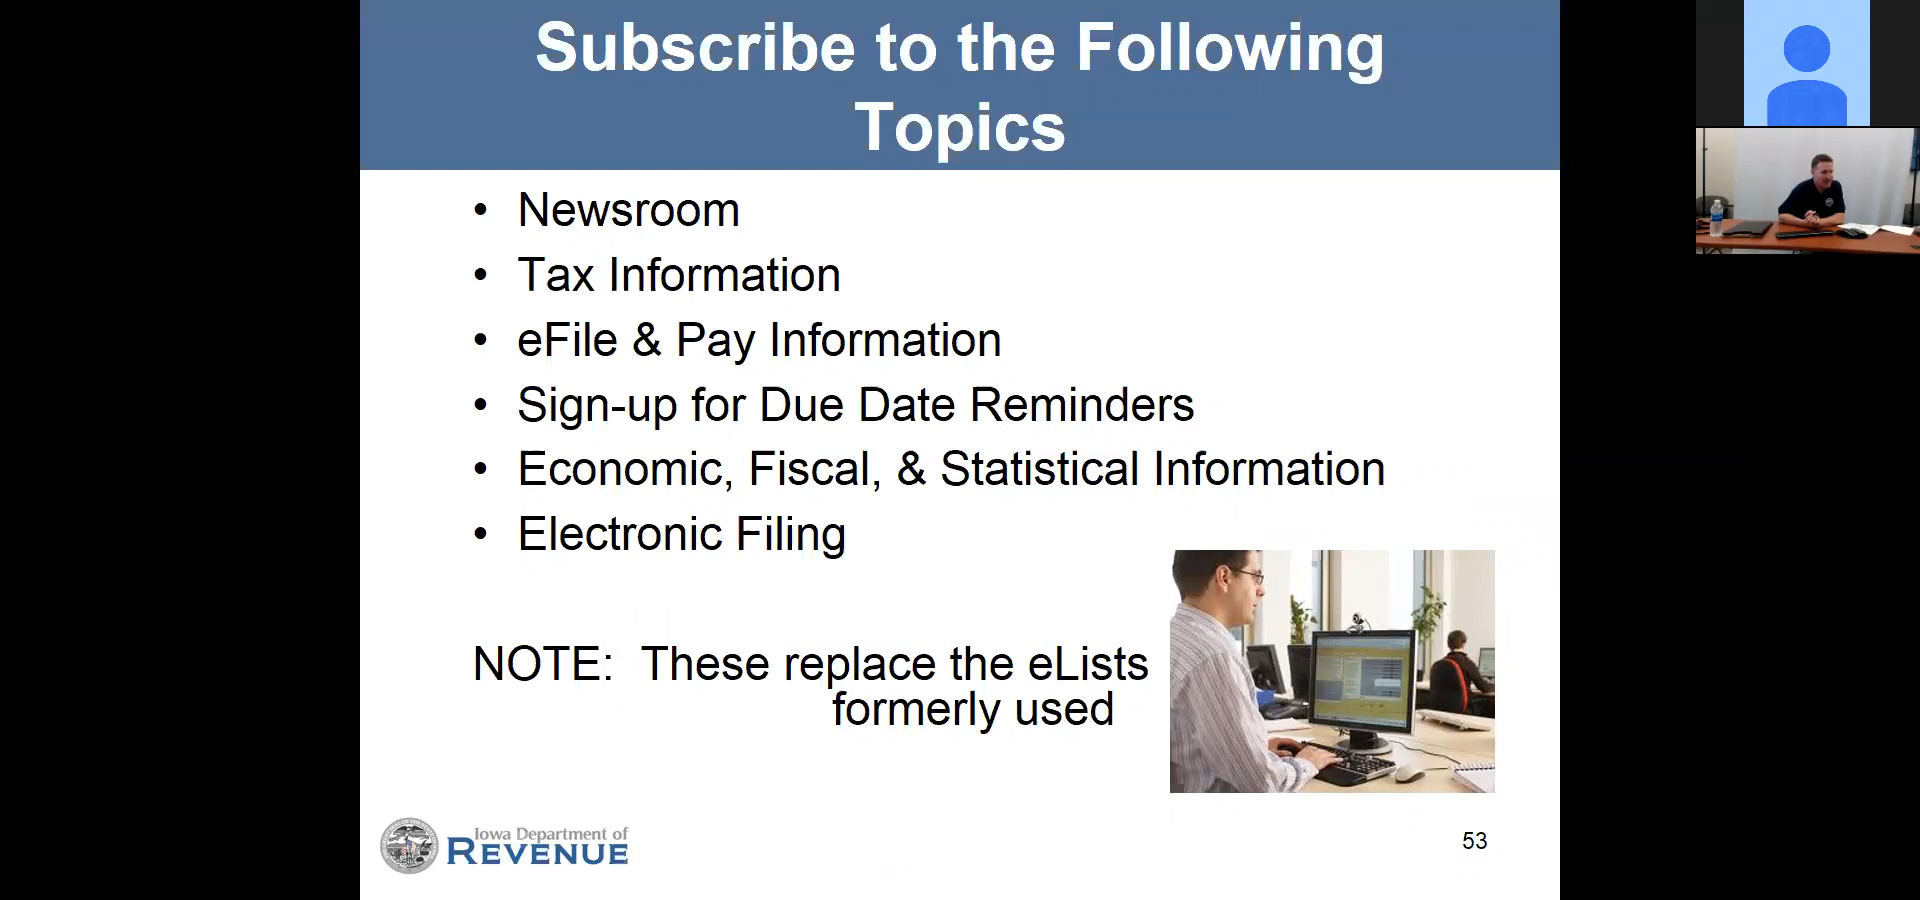 Subscribe to the Following
Topics
• Newsroom
• Tax Information
• eFile & Pay Information
• Sign-up for Due Date Reminders
• Economic, Fiscal, & Statistical Information
• Electronic Filing
NOTE: These replace the eLists
formerly used
Iowa Department of
REVENUE
53